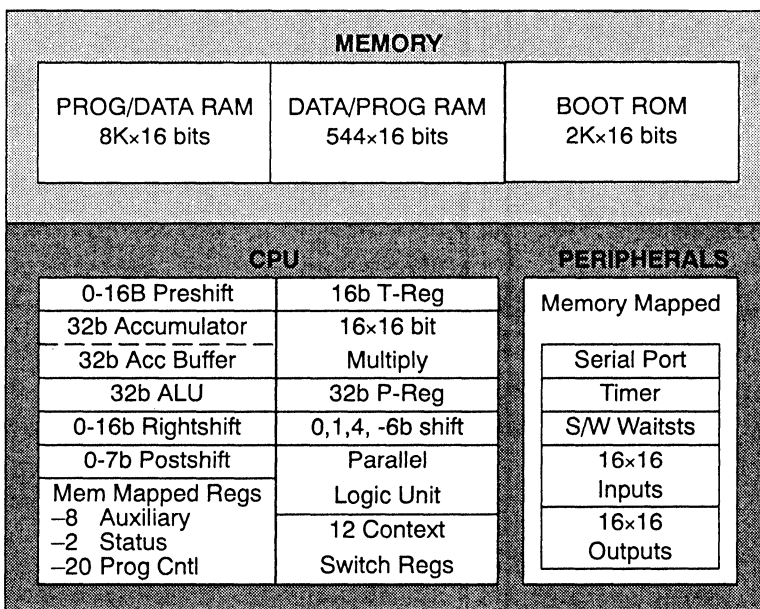 MEMORY
PROG/DATA RAM
8K×16 bits
DATA/PROG RAM
544×16 bits
BOOT ROM
2K×16 bits
CPU
0-16B Preshift
32b Accumulator
32b Acc Buffer
32b ALU
0-16b Rightshift
0-7b Postshift
Mem Mapped Regs
–8 Auxiliary
–2 Status
–20 Prog Cntl
16b T-Reg
16×16 bit
Multiply
32b P-Reg
0,1,4, -6b shift
Parallel
Logic Unit
12 Context
Switch Regs
PERIPHERALS
Memory Mapped
Serial Port
Timer
S/W Waitsts
16×16
Inputs
16×16
Outputs